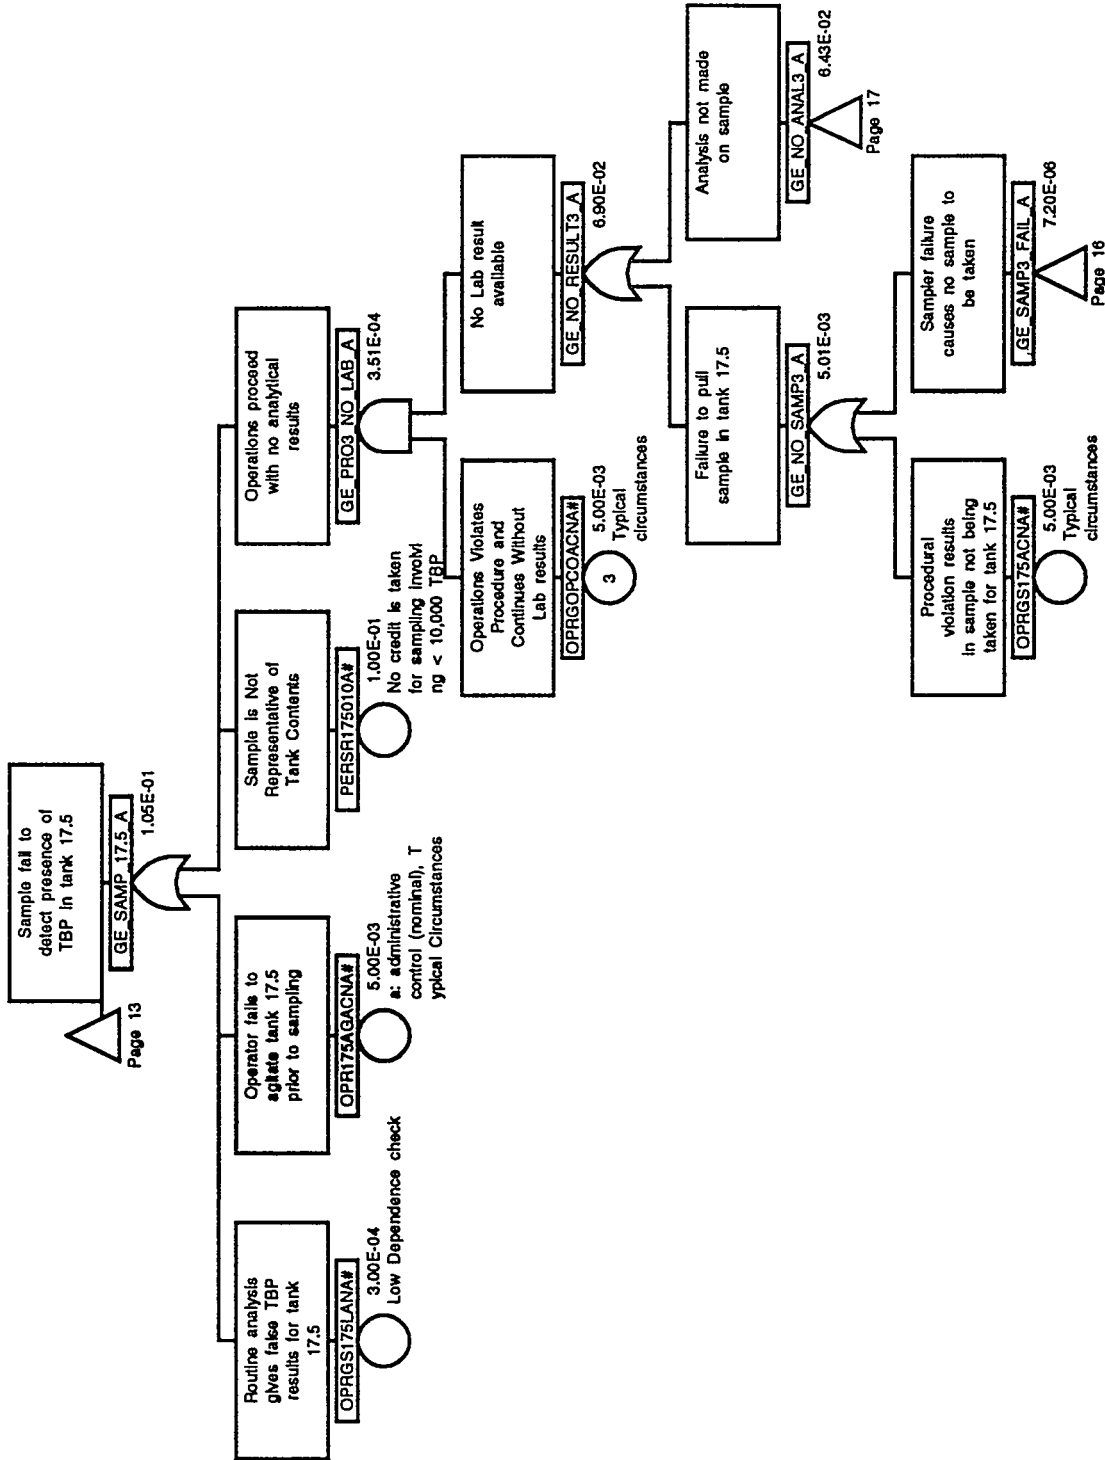 Sample fail to
detect presence of
TBP in tank 17.5
GE_SAMP_17.5_A
1.05E-01
Page 13
Routine analysis
gives false TBP
results for tank
17.5
OPRGS175LANA#
3.00E-04
Low Dependence check
Operator fails to
agitate tank 17.5
prior to sampling
OPR175AGACNA#
5.00E-03
a: administrative
control (nominal), T
ypical Circumstances
Sample Is Not
Representative of
Tank Contents
PERSR175010A#
1.00E-01
No credit is taken
for sampling involvi
ng < 10,000 TBP
Operations proceed
with no analytical
results
GE_PRO3_NO_LAB_A
3.51E-04
Operations Violates
Procedure and
Continues Without
Lab results
OPRGOPCOACNA#
3
5.00E-03
Typical
circumstances
No Lab result
available
GE_NO_RESULT3_A
6.90E-02
Failure to pull
sample in tank 17.5
GE_NO_SAMP3_A
5.01E-03
Analysis not made
on sample
GE_NO_ANAL3_A
6.43E-02
Page 17
Procedural
violation results
in sample not being
taken for tank 17.5
OPRGS175ACNA#
5.00E-03
Typical
circumstances
Sampler failure
causes no sample to
be taken
GE_SAMP3_FAIL_A
7.20E-06
Page 16